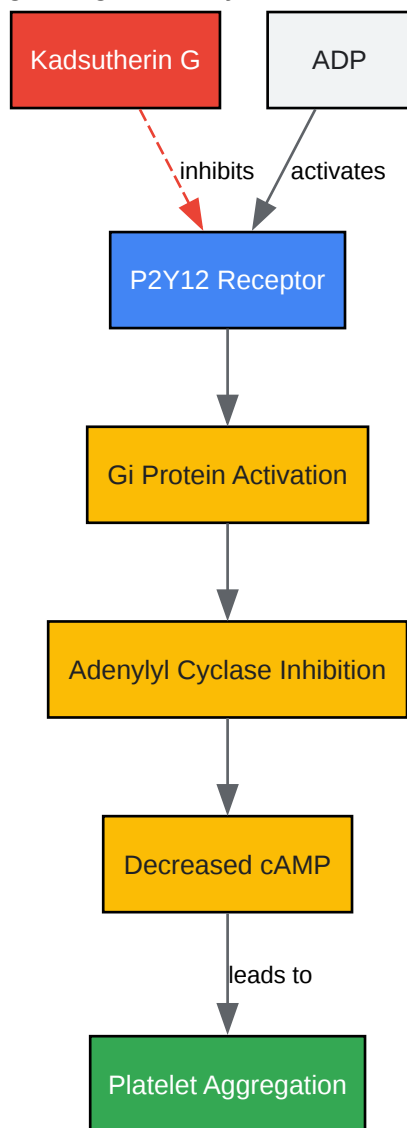 Kadsutherin G
ADP
inhibits
activates
P2Y12 Receptor
Gi Protein Activation
Adenylyl Cyclase Inhibition
Decreased cAMP
leads to
Platelet Aggregation